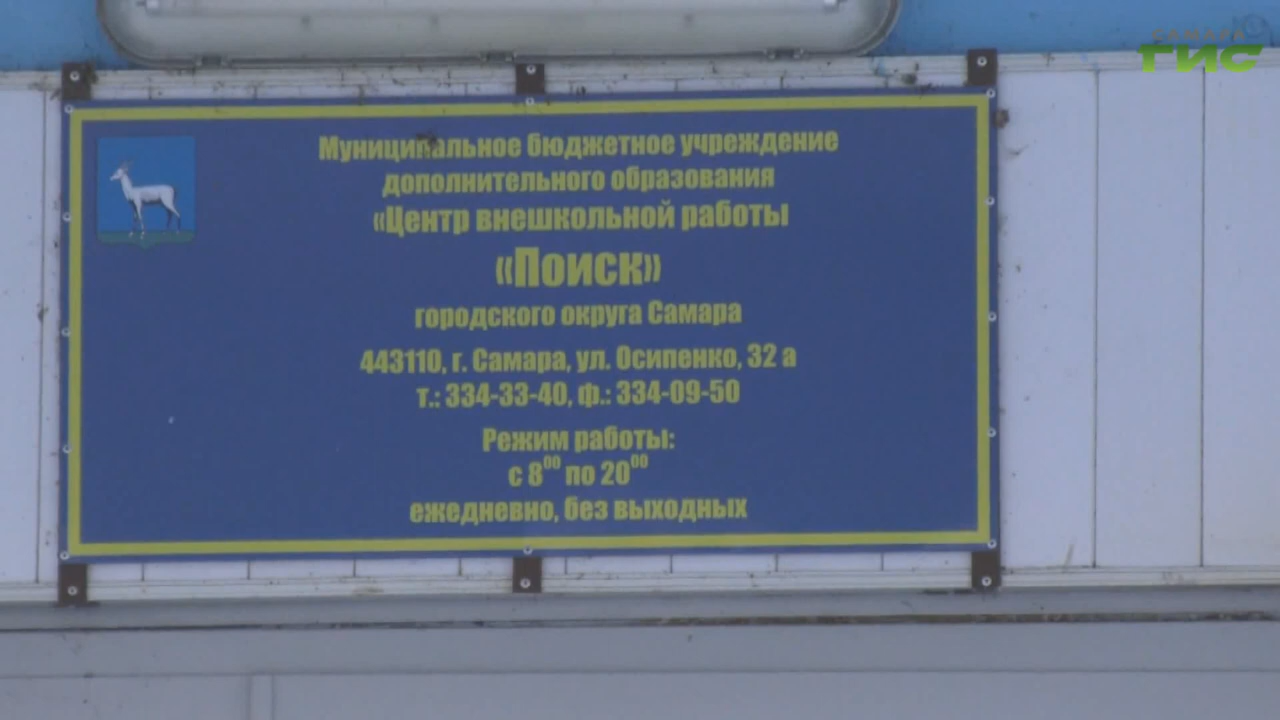 САМАРА
ГИС
Муниципальное бюджетное учреждение
дополнительного образования
«Центр внешкольной работы
«Поиск»
городского округа Самара
443110, г. Самара, ул. Осипенко, 32 а
т.: 334-33-40, ф.: 334-09-50
Режим работы:
с 8⁰⁰ по 20⁰⁰
ежедневно, без выходных